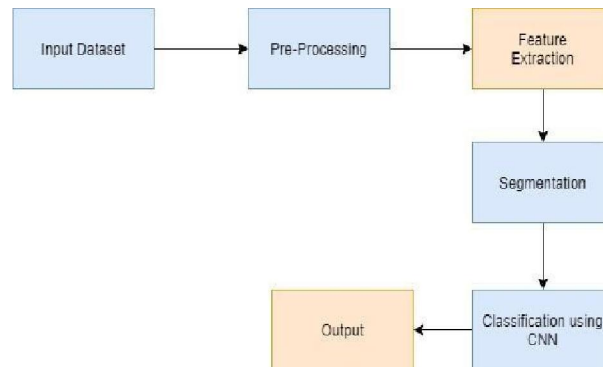 Input Dataset
Pre-Processing
Feature
Extraction
Segmentation
Classification using
CNN
Output